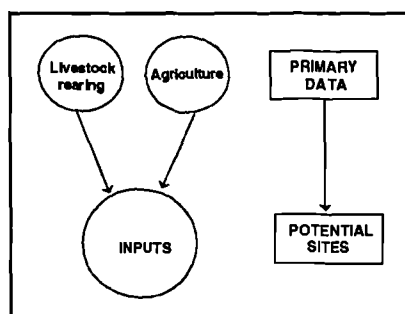 Livestock
rearing
Agriculture
PRIMARY
DATA
INPUTS
POTENTIAL
SITES